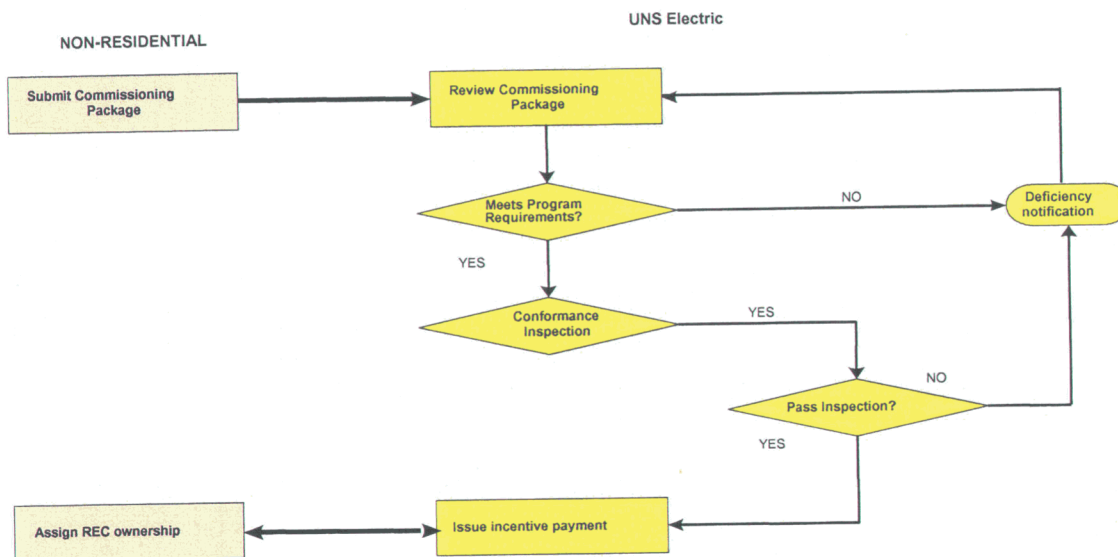 UNS Electric
NON-RESIDENTIAL
Submit Commissioning
Package
Review Commissioning
Package
Meets Program
Requirements?
NO
Deficiency
notification
YES
Conformance
Inspection
YES
Pass Inspection?
NO
YES
Assign REC ownership
Issue incentive payment